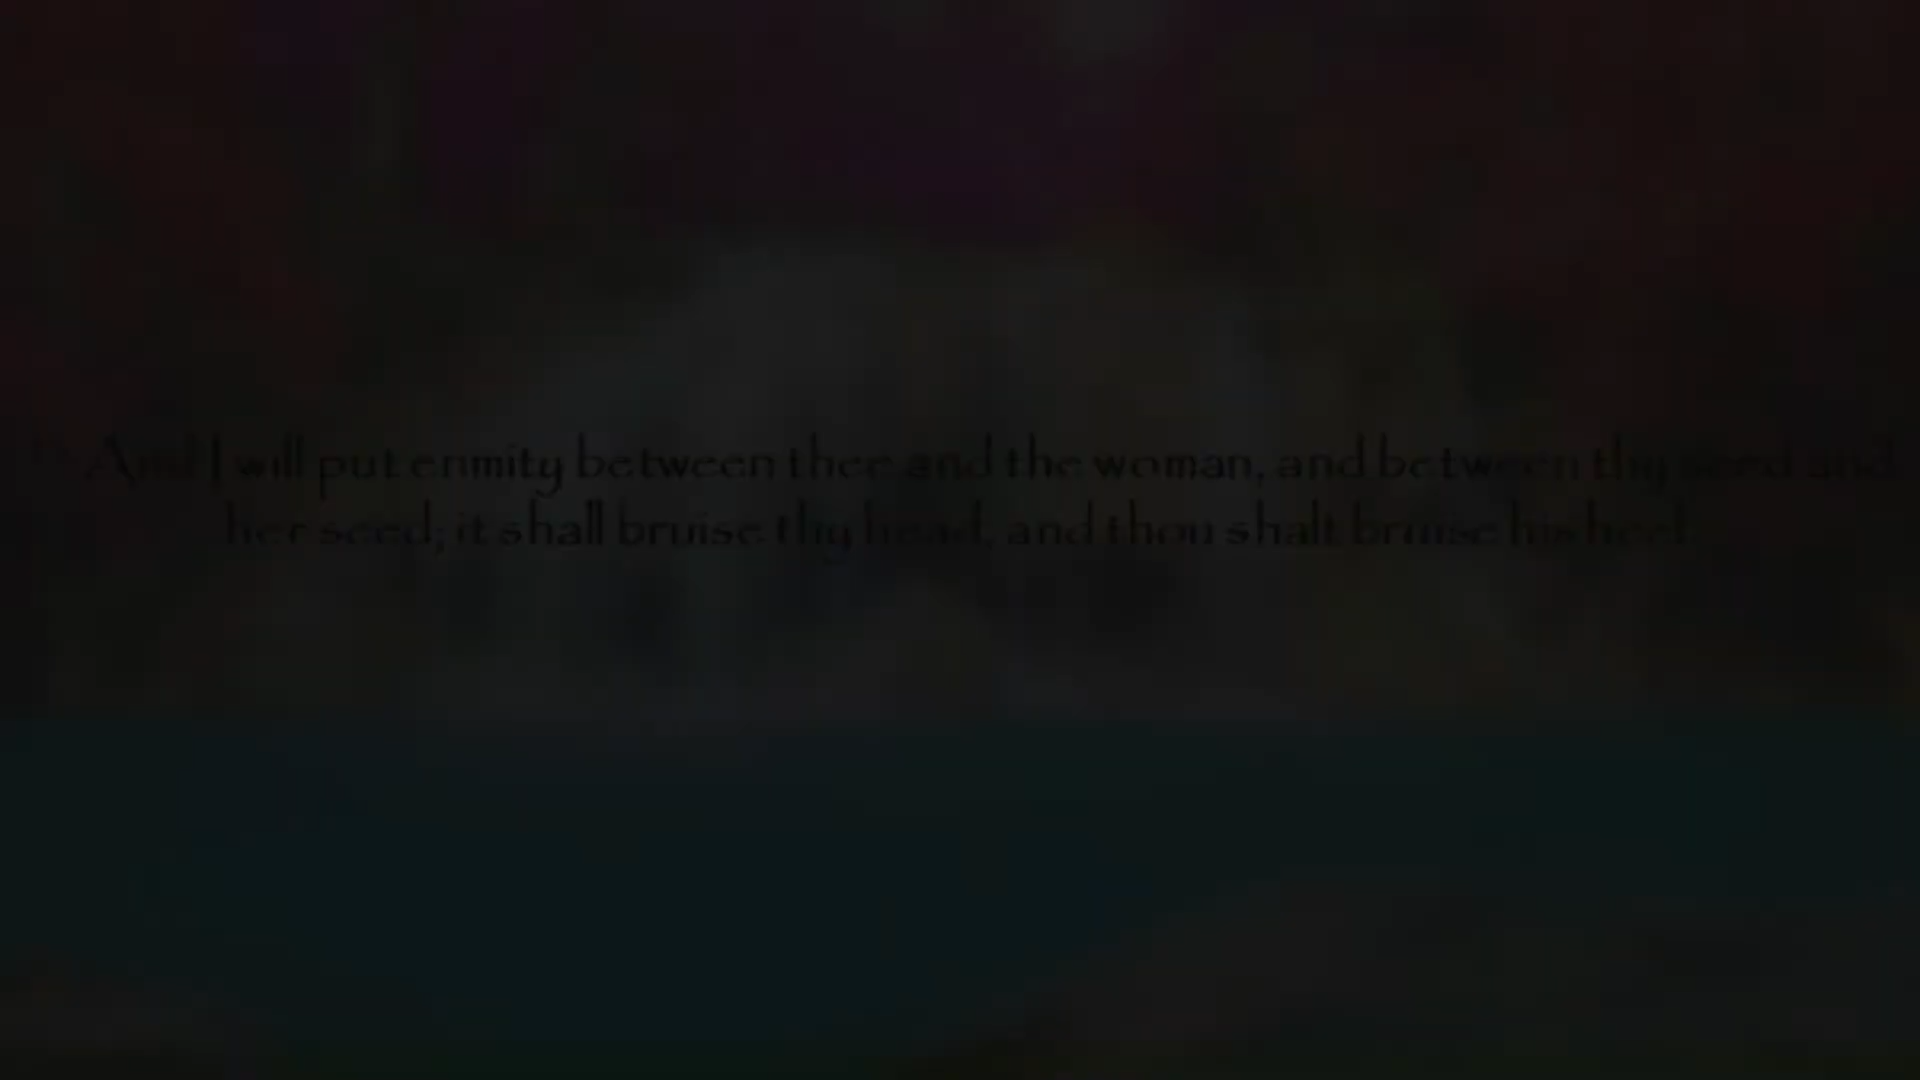 And I will put enmity between thee and the woman, and between thy seed and
her seed; it shall bruise thy head, and thou shalt bruise his heel.